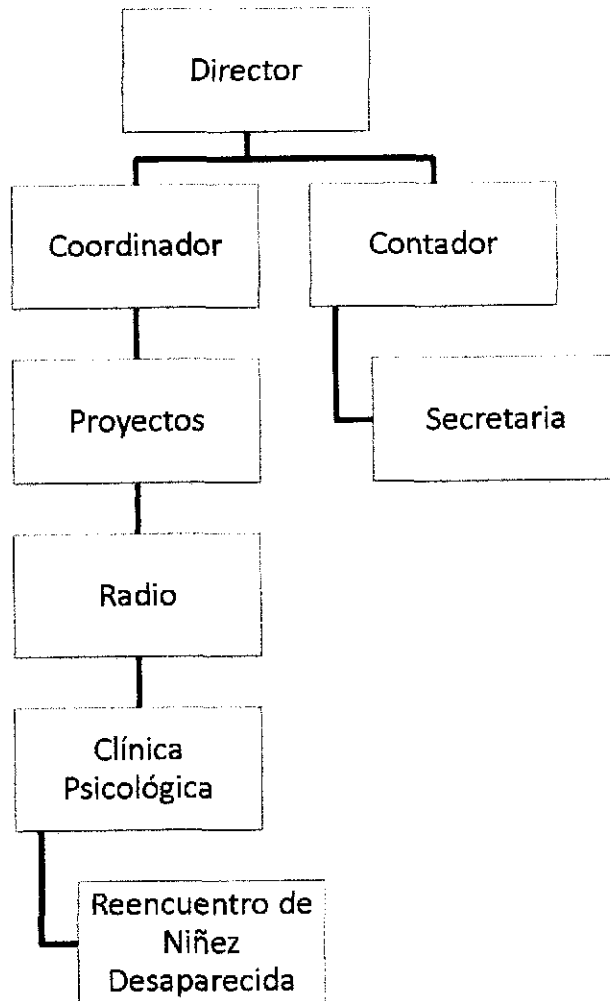 Director
Coordinador
Contador
Proyectos
Secretaria
Radio
Clínica
Psicológica
Reencuentro de
Niñez
Desaparecida